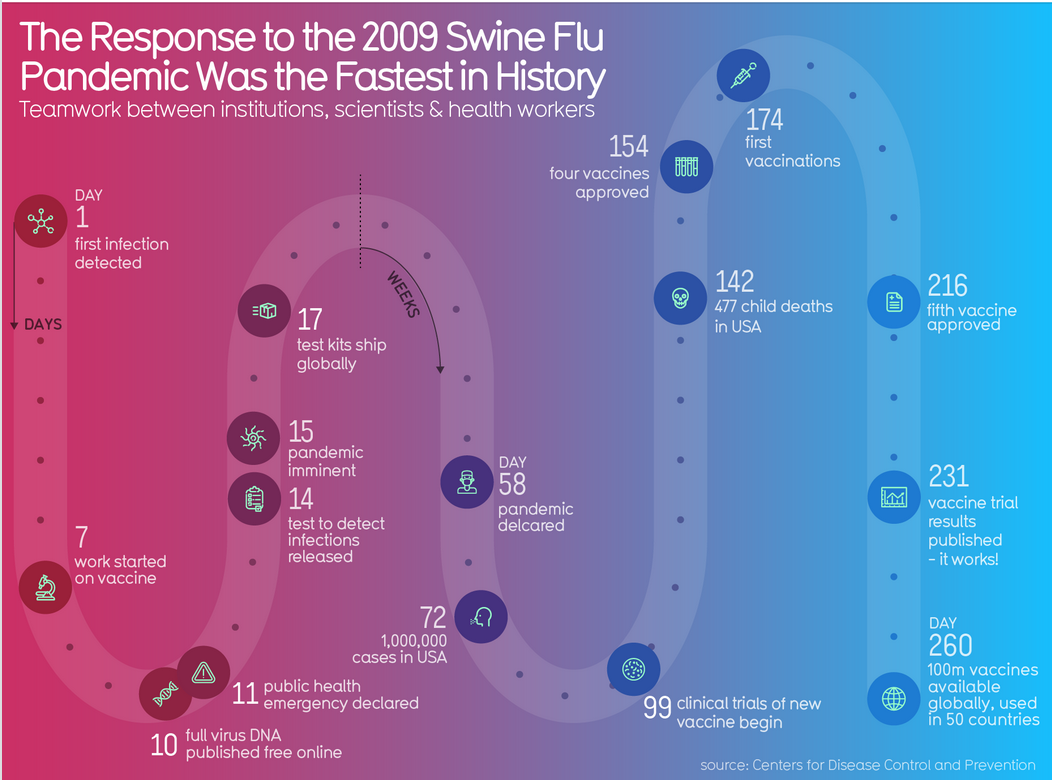 The Response to the 2009 Swine Flu
Pandemic Was the Fastest in History
Teamwork between institutions, scientists & health workers
DAY
1
first infection
detected
DAYS
7
work started
on vaccine
10
full virus DNA
published free online
11
public health
emergency declared
14
test to detect
infections
released
15
pandemic
imminent
17
test kits ship
globally
WEEKS
DAY
58
pandemic
delcared
72
1,000,000
cases in USA
99
clinical trials of new
vaccine begin
142
477 child deaths
in USA
154
four vaccines
approved
174
first
vaccinations
216
fifth vaccine
approved
231
vaccine trial
results
published
– it works!
DAY
260
100m vaccines
available
globally, used
in 50 countries
source: Centers for Disease Control and Prevention